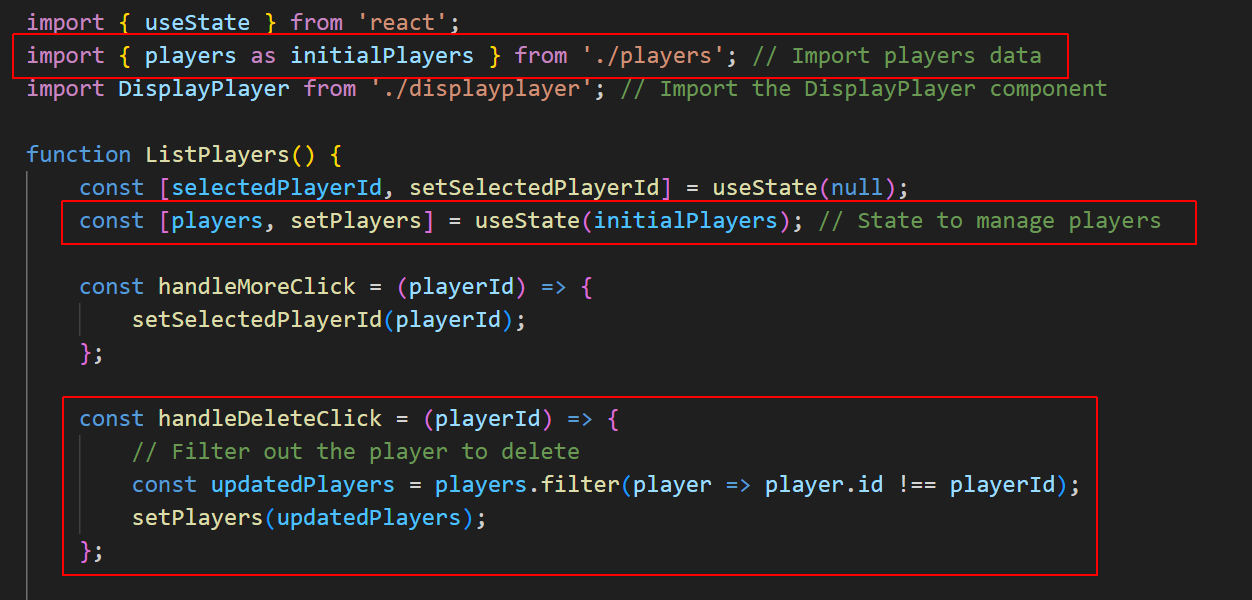 import { useState } from 'react';
import { players as initialPlayers } from './players'; // Import players data
import DisplayPlayer from './displayplayer'; // Import the DisplayPlayer component
function ListPlayers() {
const [selectedPlayerId, setSelectedPlayerId] = useState(null);
const [players, setPlayers] = useState(initialPlayers); // State to manage players
const handleMoreClick = (playerId) => {
setSelectedPlayerId(playerId);
};
const handleDeleteClick = (playerId) => {
// Filter out the player to delete
const updatedPlayers = players.filter(player => player.id !== playerId);
setPlayers(updatedPlayers);
};